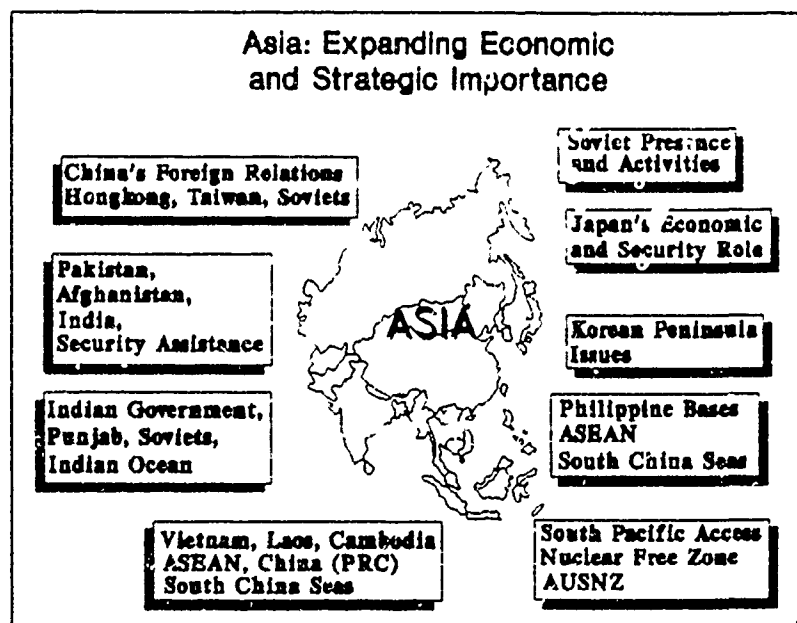 Asia: Expanding Economic
and Strategic Importance
China's Foreign Relations
Hongkong, Taiwan, Soviets
Soviet Presence
and Activities
Japan's Economic
and Security Role
Pakistan,
Afghanistan,
India,
Security Assistance
ASIA
Korean Peninsula
Issues
Indian Government,
Punjab, Soviets,
Indian Ocean
Philippine Bases
ASEAN
South China Seas
Vietnam, Laos, Cambodia
ASEAN, China (PRC)
South China Seas
South Pacific Access
Nuclear Free Zone
AUSNZ